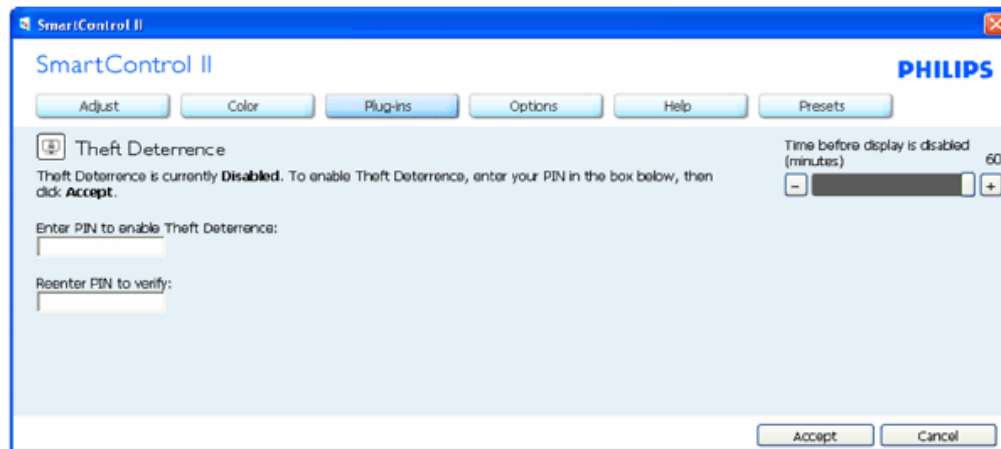 SmartControl II
SmartControl II
PHILIPS
Adjust Color Plug-ins Options Help Presets
Theft Deterrence
Theft Deterrence is currently Disabled. To enable Theft Deterrence, enter your PIN in the box below, then
click Accept.
Time before display is disabled
(minutes) 60
- +
Enter PIN to enable Theft Deterrence:
Reenter PIN to verify:
Accept Cancel